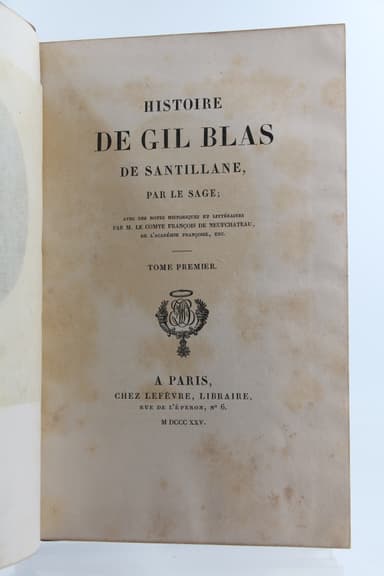 HISTOIRE
DE GIL BLAS
DE SANTILLANE,
PAR LE SAGE;
AVEC DES NOTES HISTORIQUES ET LITTÉRAIRES
PAR M. LE COMTE FRANÇOIS DE NEUFCHATEAU,
DE L'ACADÉMIE FRANÇOISE, ETC.
TOME PREMIER.
A PARIS,
CHEZ LEFÈVRE, LIBRAIRE,
RUE DE L'ÉPERON, Nº 6.
M DCCC XXV.